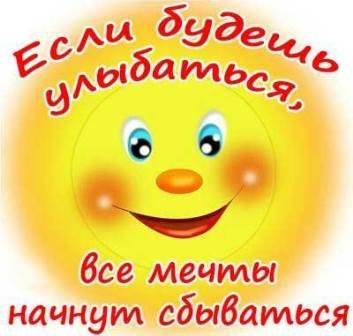 Если будешь
улыбаться,
все мечты
начнут сбываться